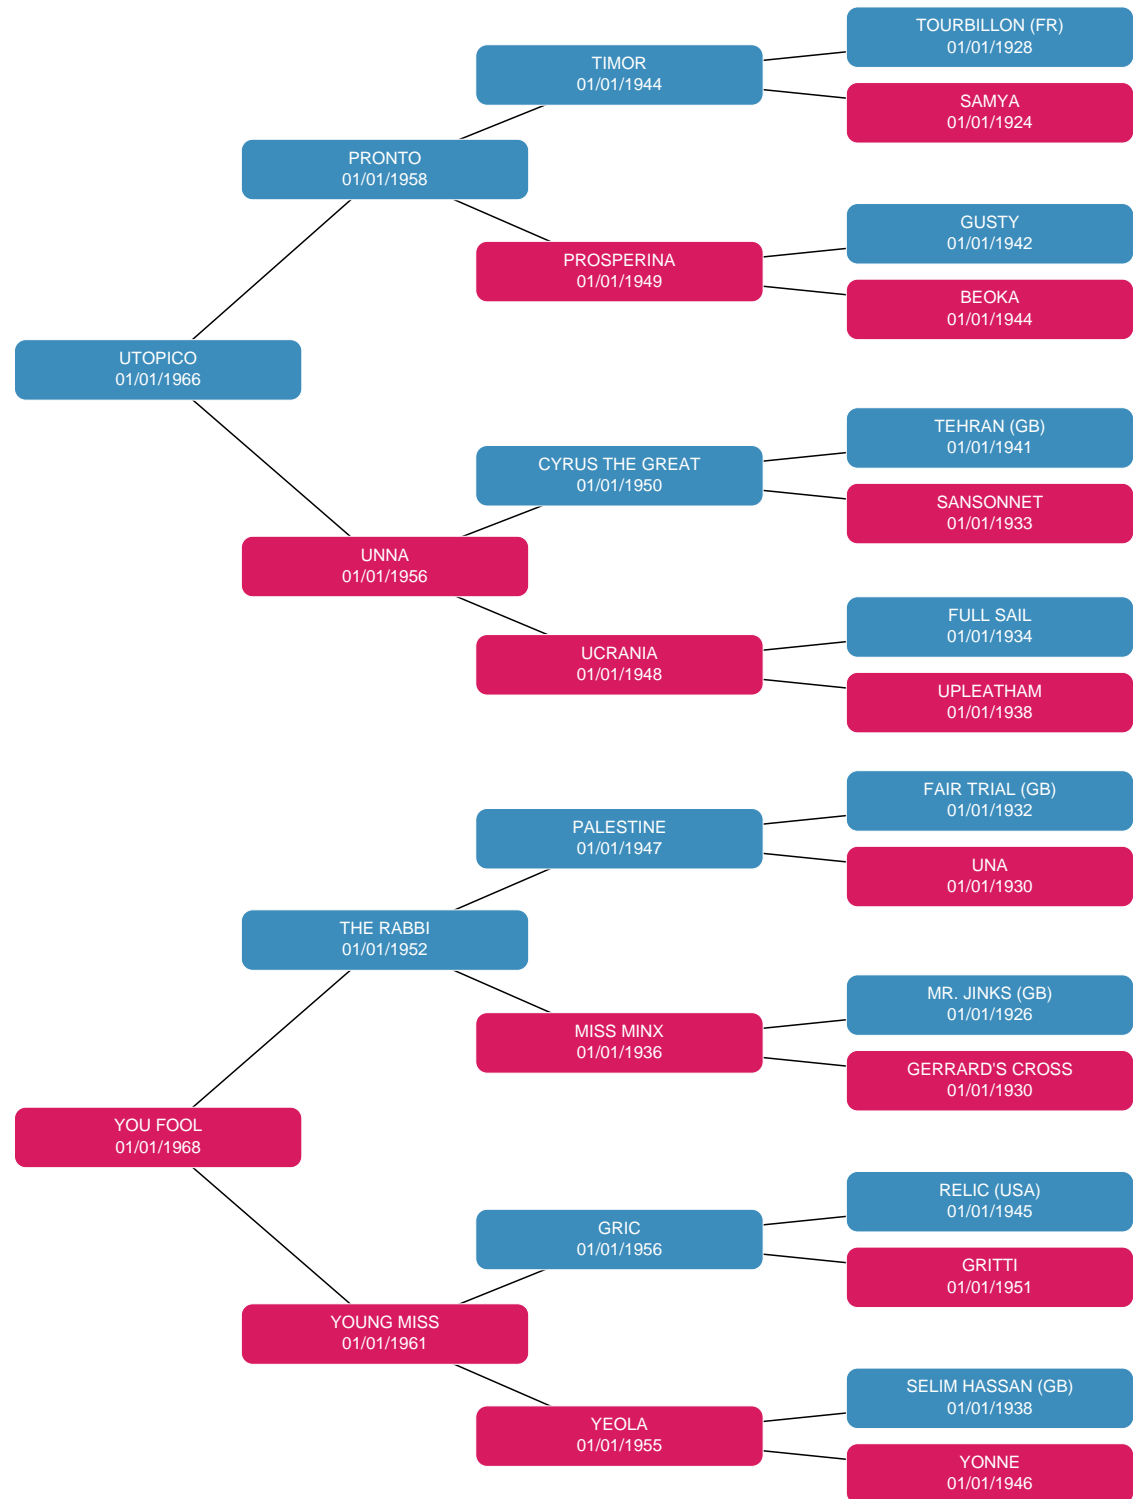 TOURBILLON (FR)
01/01/1928
TIMOR
01/01/1944
SAMYA
01/01/1924
PRONTO
01/01/1958
GUSTY
01/01/1942
PROSPERINA
01/01/1949
BEOKA
01/01/1944
UTOPICO
01/01/1966
TEHRAN (GB)
01/01/1941
CYRUS THE GREAT
01/01/1950
SANSONNET
01/01/1933
UNNA
01/01/1956
FULL SAIL
01/01/1934
UCRANIA
01/01/1948
UPLEATHAM
01/01/1938
FAIR TRIAL (GB)
01/01/1932
PALESTINE
01/01/1947
UNA
01/01/1930
THE RABBI
01/01/1952
MR. JINKS (GB)
01/01/1926
MISS MINX
01/01/1936
GERRARD'S CROSS
01/01/1930
YOU FOOL
01/01/1968
RELIC (USA)
01/01/1945
GRIC
01/01/1956
GRITTI
01/01/1951
YOUNG MISS
01/01/1961
SELIM HASSAN (GB)
01/01/1938
YEOLA
01/01/1955
YONNE
01/01/1946